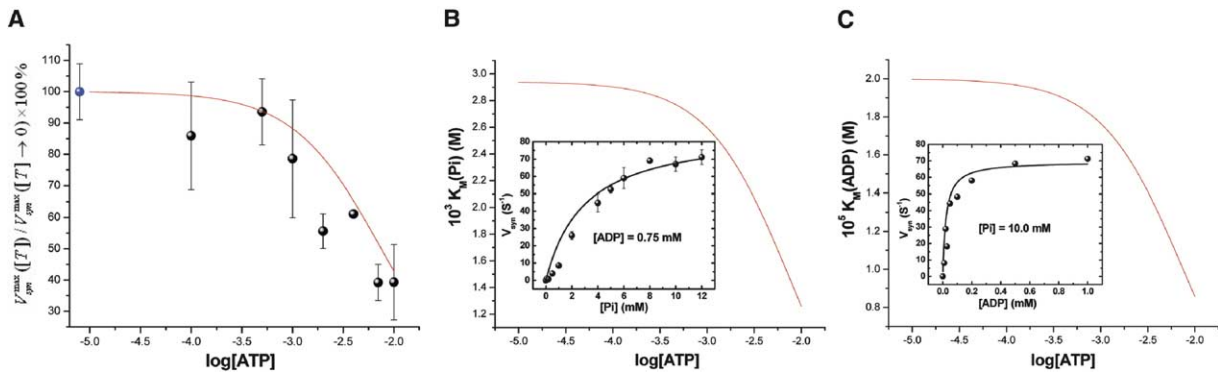 A
B
C
V_syn^max([T]) / V_syn^max([T] → 0) × 100 %
110
100
90
80
70
60
50
40
30
-5.0 -4.5 -4.0 -3.5 -3.0 -2.5 -2.0
log[ATP]
10³ K_M(Pi) (M)
3.0
2.8
2.6
2.4
2.2
2.0
1.8
1.6
1.4
1.2
-5.0 -4.5 -4.0 -3.5 -3.0 -2.5 -2.0
log[ATP]
V_syn (S⁻¹)
80
70
60
50
40
30
20
10
0
[ADP] = 0.75 mM
0 2 4 6 8 10 12
[Pi] (mM)
10⁵ K_M(ADP) (M)
2.0
1.8
1.6
1.4
1.2
1.0
0.8
-5.0 -4.5 -4.0 -3.5 -3.0 -2.5 -2.0
log[ATP]
V_syn (S⁻¹)
80
70
60
50
40
30
20
10
0
[Pi] = 10.0 mM
0.0 0.2 0.4 0.6 0.8 1.0
[ADP] (mM)